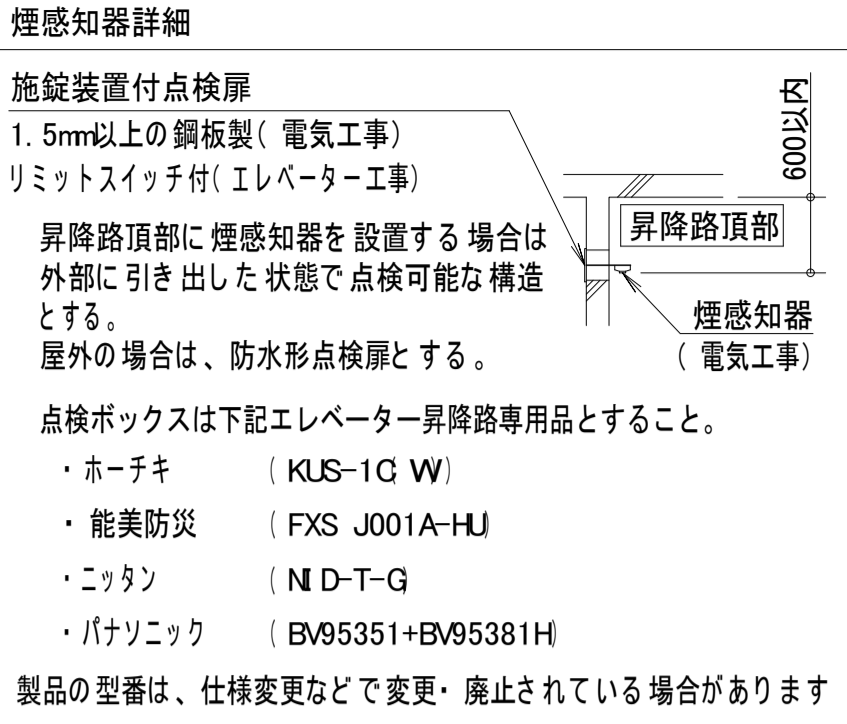 煙感知器詳細
施錠装置付点検扉
1.5mm以上の鋼板製(電気工事)
リミットスイッチ付(エレベーター工事)
昇降路頂部に煙感知器を設置する場合は
外部に引き出した状態で点検可能な構造
とする。
屋外の場合は、防水形点検扉とする。
600以内
昇降路頂部
煙感知器
(電気工事)
点検ボックスは下記エレベーター昇降路専用品とすること。
・ホーチキ (KUS-1C(W))
・能美防災 (FXSJ001A-HU)
・ニッタン (NID-T-G)
・パナソニック (BV95351+BV95381H)
製品の型番は、仕様変更などで変更・廃止されている場合があります